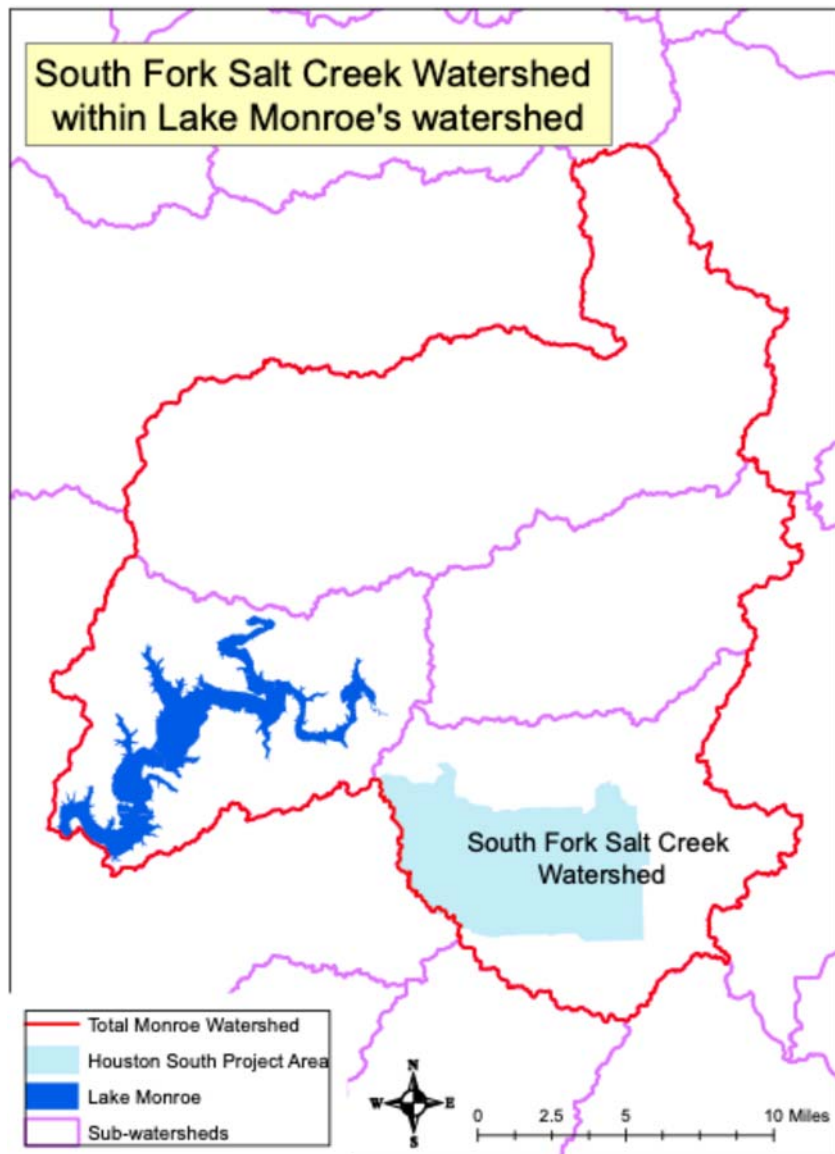 South Fork Salt Creek Watershed
within Lake Monroe's watershed
South Fork Salt Creek
Watershed
Total Monroe Watershed
Houston South Project Area
Lake Monroe
Sub-watersheds
N
W E
S
0 2.5 5 10 Miles